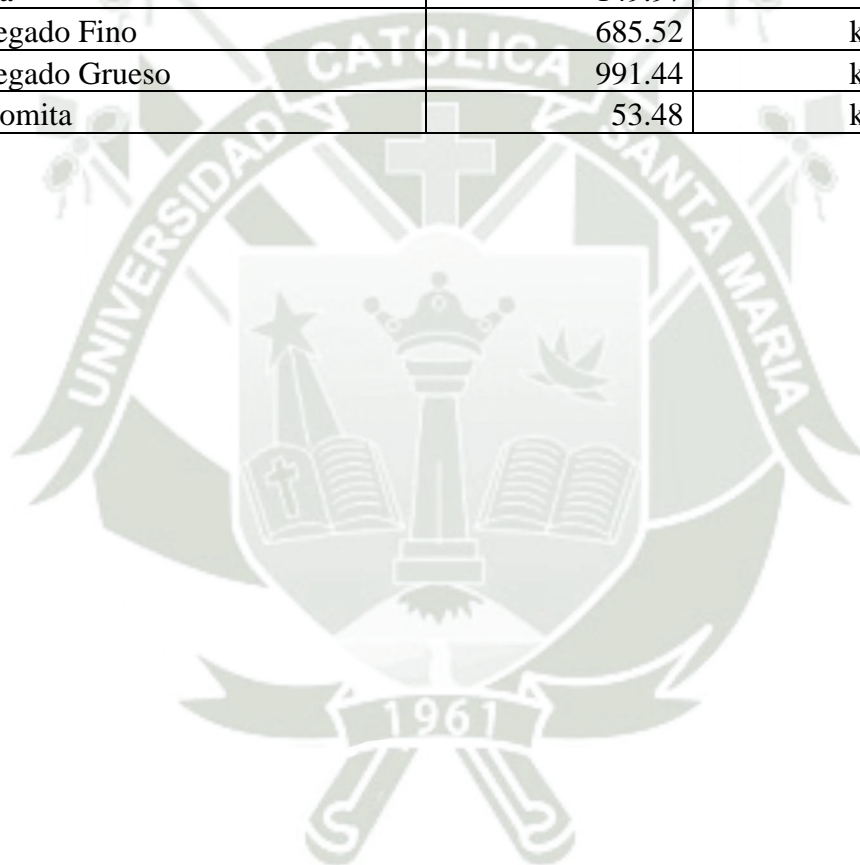 egado Fino 685.52 k
egado Grueso 991.44 k
omita 53.48 k
UNIVERSIDAD CATOLICA SANTA MARIA
1961